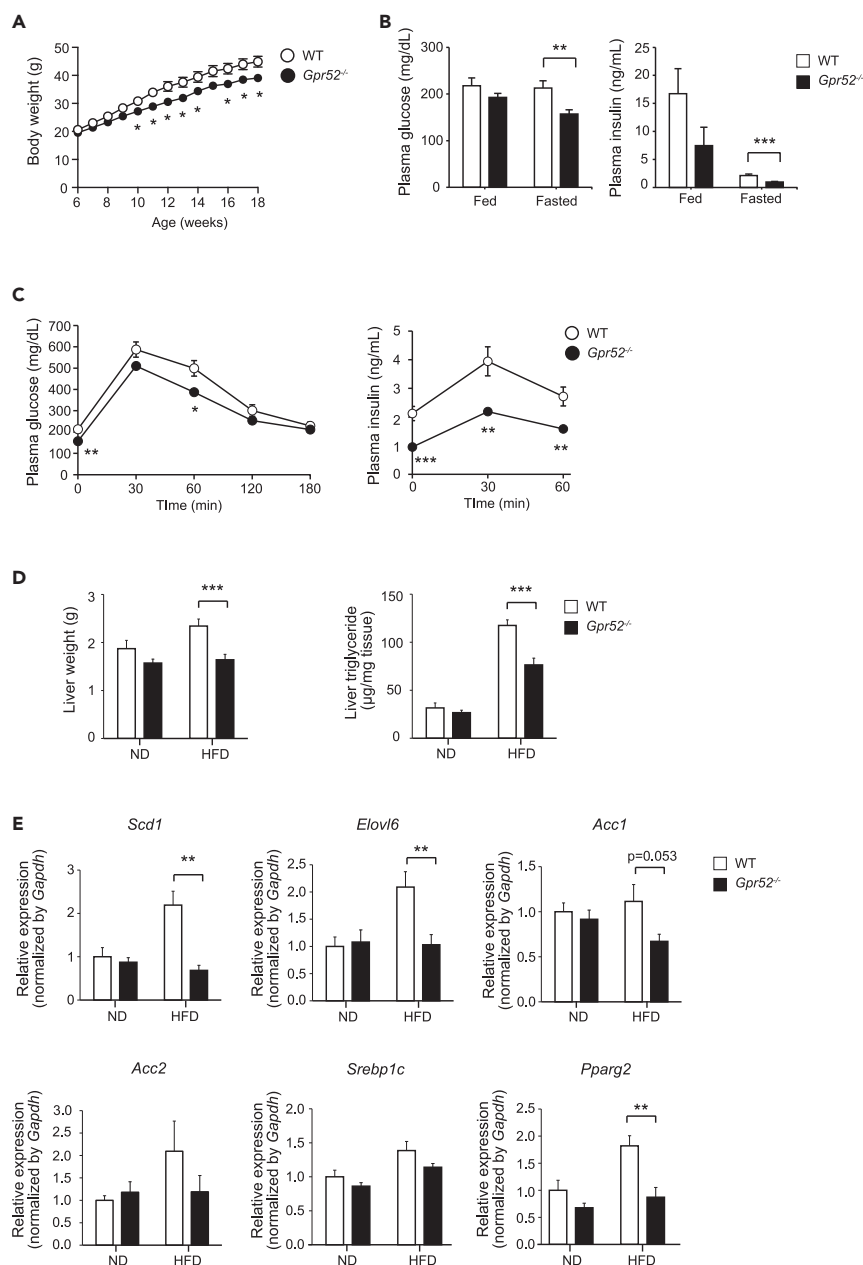 A
Body weight (g)
50
40
30
20
10
0
6 8 10 12 14 16 18
Age (weeks)
* * * * * * * *
WT
Gpr52-/-
B
Plasma glucose (mg/dL)
300
200
100
0
**
Fed Fasted
Plasma insulin (ng/mL)
25
20
15
10
5
0
***
Fed Fasted
WT
Gpr52-/-
C
Plasma glucose (mg/dL)
700
600
500
400
300
200
100
0
**
*
0 30 60 120 180
TIme (min)
Plasma insulin (ng/mL)
5
4
3
2
1
0
***
**
**
0 30 60
TIme (min)
WT
Gpr52-/-
D
Liver weight (g)
3
2
1
0
***
ND HFD
Liver triglyceride
(µg/mg tissue)
150
100
50
0
***
ND HFD
WT
Gpr52-/-
E
Scd1
Relative expression
(normalized by Gapdh)
3
2
1
0
**
ND HFD
Elovl6
Relative expression
(normalized by Gapdh)
2.5
2.0
1.5
1.0
0.5
0.0
**
ND HFD
Acc1
Relative expression
(normalized by Gapdh)
1.5
1.0
0.5
0.0
p=0.053
ND HFD
WT
Gpr52-/-
Acc2
Relative expression
(normalized by Gapdh)
3.0
2.5
2.0
1.5
1.0
0.5
0.0
ND HFD
Srebp1c
Relative expression
(normalized by Gapdh)
2.0
1.5
1.0
0.5
0.0
ND HFD
Pparg2
Relative expression
(normalized by Gapdh)
2.5
2.0
1.5
1.0
0.5
0.0
**
ND HFD